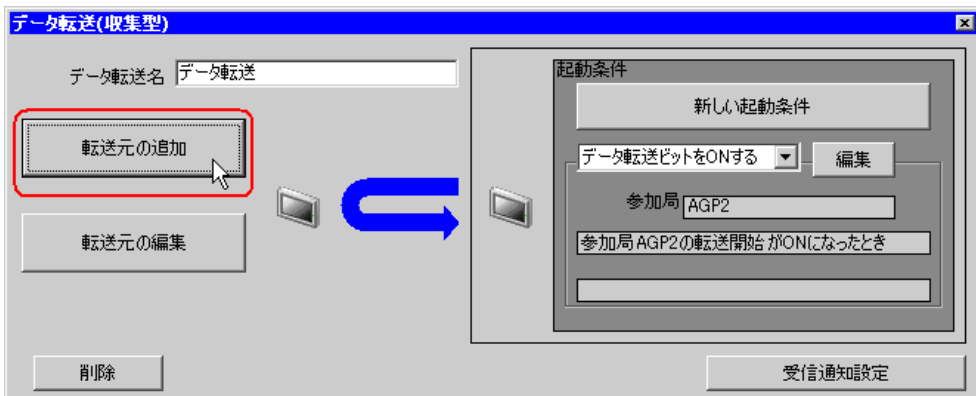 データ転送(収集型)
データ転送名 データ転送
転送元の追加
転送元の編集
起動条件
新しい起動条件
データ転送ビットをONする
編集
参加局 AGP2
参加局AGP2の転送開始 がONになったとき
削除
受信通知設定